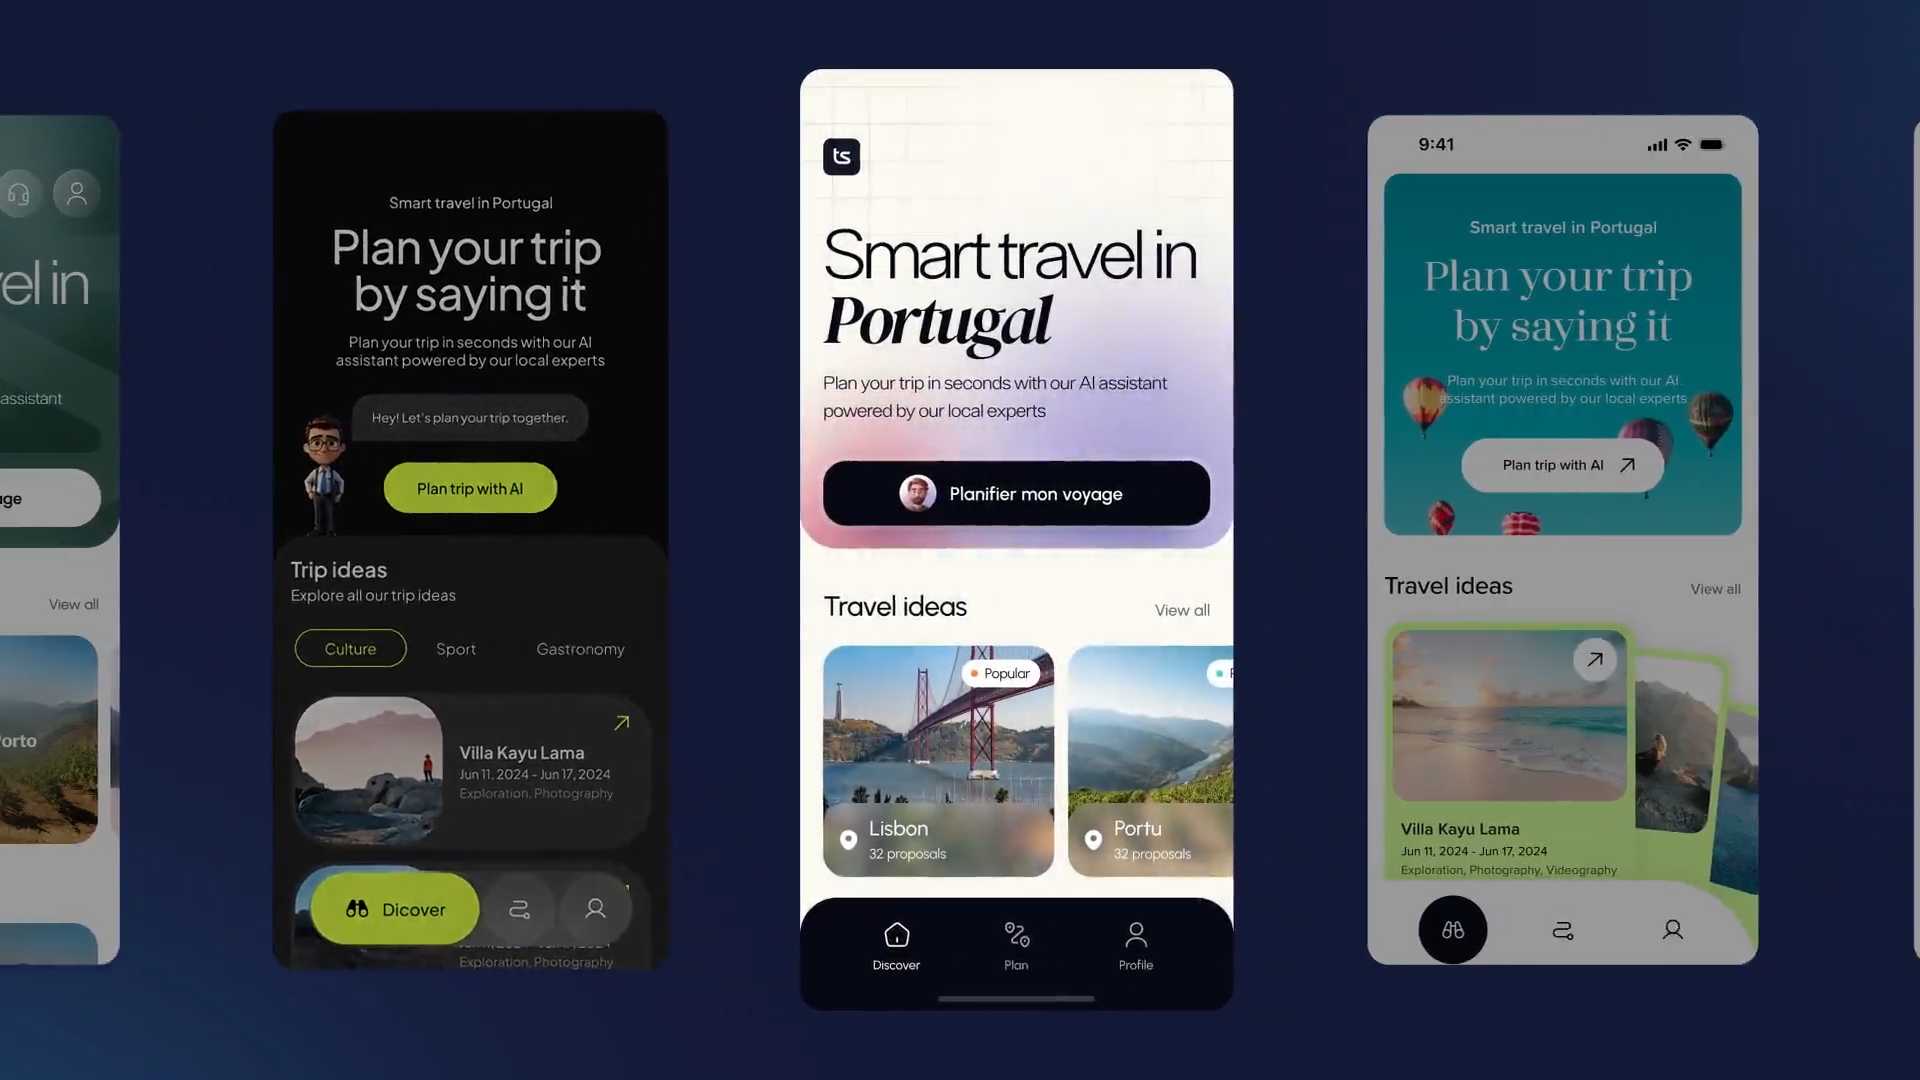 el in
assistant
View all
orto
Smart travel in Portugal
Plan your trip
by saying it
Plan your trip in seconds with our AI
assistant powered by our local experts
Hey! Let's plan your trip together.
Plan trip with AI
Trip ideas
Explore all our trip ideas
Culture
Sport
Gastronomy
Villa Kayu Lama
Jun 11, 2024 - Jun 17, 2024
Exploration, Photography
Dicover
Exploration, Photography
ts
Smart travel in
Portugal
Plan your trip in seconds with our AI assistant
powered by our local experts
Planifier mon voyage
Travel ideas
View all
Popular
Lisbon
32 proposals
Portu
32 proposals
Discover
Plan
Profile
9:41
Smart travel in Portugal
Plan your trip
by saying it
Plan your trip in seconds with our AI
assistant powered by our local experts
Plan trip with AI
Travel ideas
View all
Villa Kayu Lama
Jun 11, 2024 - Jun 17, 2024
Exploration, Photography, Videography